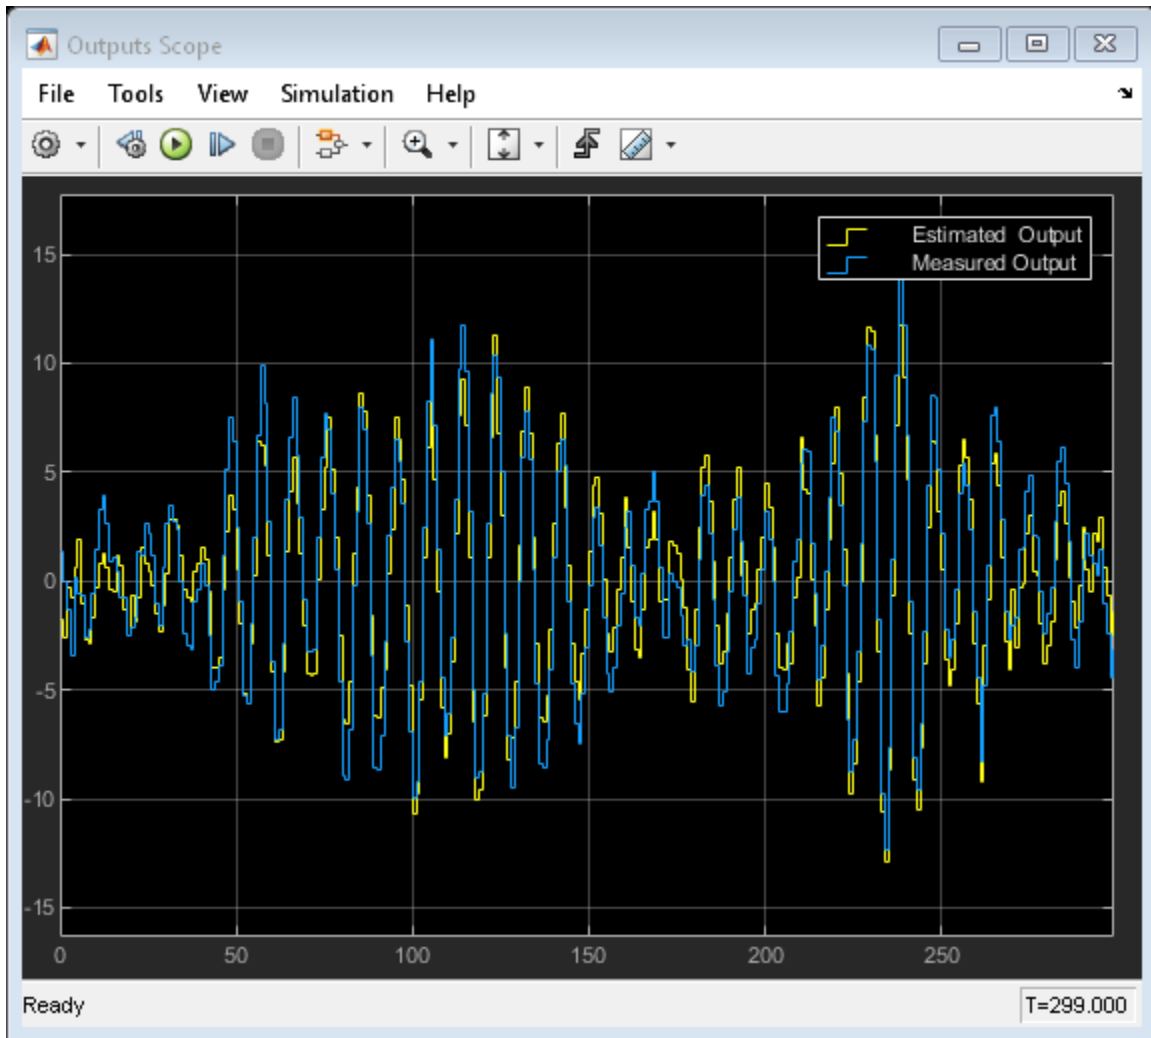 Outputs Scope
File Tools View Simulation Help
Estimated Output
Measured Output
15
10
5
0
-5
-10
-15
0 50 100 150 200 250
Ready T=299.000